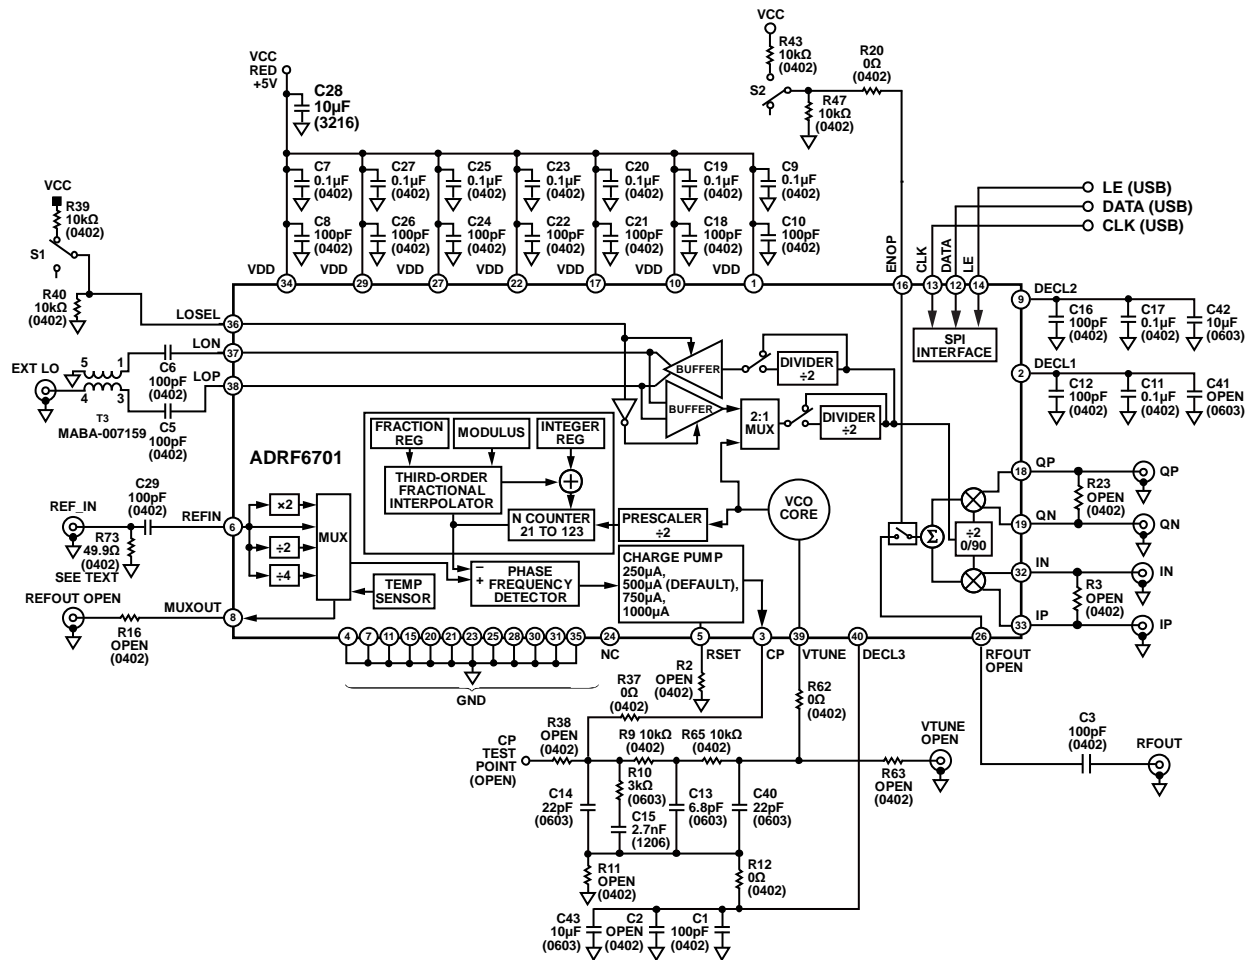 VCC
R43
10kΩ
(0402)
R20
0Ω
(0402)
S2
R47
10kΩ
(0402)
VCC
RED
+5V
C28
10µF
(3216)
C7
0.1µF
(0402)
C27
0.1µF
(0402)
C25
0.1µF
(0402)
C23
0.1µF
(0402)
C20
0.1µF
(0402)
C19
0.1µF
(0402)
C9
0.1µF
(0402)
C8
100pF
(0402)
C26
100pF
(0402)
C24
100pF
(0402)
C22
100pF
(0402)
C21
100pF
(0402)
C18
100pF
(0402)
C10
100pF
(0402)
VCC
R39
10kΩ
(0402)
S1
R40
10kΩ
(0402)
LE (USB)
DATA (USB)
CLK (USB)
VDD
VDD
VDD
VDD
VDD
VDD
VDD
ENOP
CLK
DATA
LE
34
29
27
22
17
10
1
16
13
12
14
LOSEL
36
LON
37
LOP
38
EXT LO
5
1
4
3
T3
MABA-007159
C6
100pF
(0402)
C5
100pF
(0402)
BUFFER
BUFFER
DIVIDER
÷2
2:1
MUX
DIVIDER
÷2
SPI
INTERFACE
9
DECL2
C16
100pF
(0402)
C17
0.1µF
(0402)
C42
10µF
(0603)
2
DECL1
C12
100pF
(0402)
C11
0.1µF
(0402)
C41
OPEN
(0603)
ADRF6701
FRACTION
REG
MODULUS
INTEGER
REG
THIRD-ORDER
FRACTIONAL
INTERPOLATOR
+
N COUNTER
21 TO 123
PRESCALER
÷2
VCO
CORE
REF_IN
C29
100pF
(0402)
R73
49.9Ω
(0402)
SEE TEXT
REFIN
6
×2
÷2
÷4
MUX
TEMP
SENSOR
−
+
PHASE
FREQUENCY
DETECTOR
CHARGE PUMP
250µA,
500µA (DEFAULT),
750µA,
1000µA
Σ
÷2
0/90
18
QP
R23
OPEN
(0402)
QP
19
QN
QN
32
IN
R3
OPEN
(0402)
IN
33
IP
IP
REFOUT OPEN
R16
OPEN
(0402)
MUXOUT
8
4
7
11
15
20
21
23
25
28
30
31
35
24
5
3
39
40
26
GND
NC
RSET
CP
VTUNE
DECL3
RFOUT
OPEN
R2
OPEN
(0402)
R37
0Ω
(0402)
R62
0Ω
(0402)
CP
TEST
POINT
(OPEN)
R38
OPEN
(0402)
R9 10kΩ
(0402)
R65 10kΩ
(0402)
R10
3kΩ
(0603)
C14
22pF
(0603)
C15
2.7nF
(1206)
C13
6.8pF
(0603)
C40
22pF
(0603)
R63
OPEN
(0402)
VTUNE
OPEN
C3
100pF
(0402)
RFOUT
R11
OPEN
(0402)
R12
0Ω
(0402)
C43
10µF
(0603)
C2
OPEN
(0402)
C1
100pF
(0402)